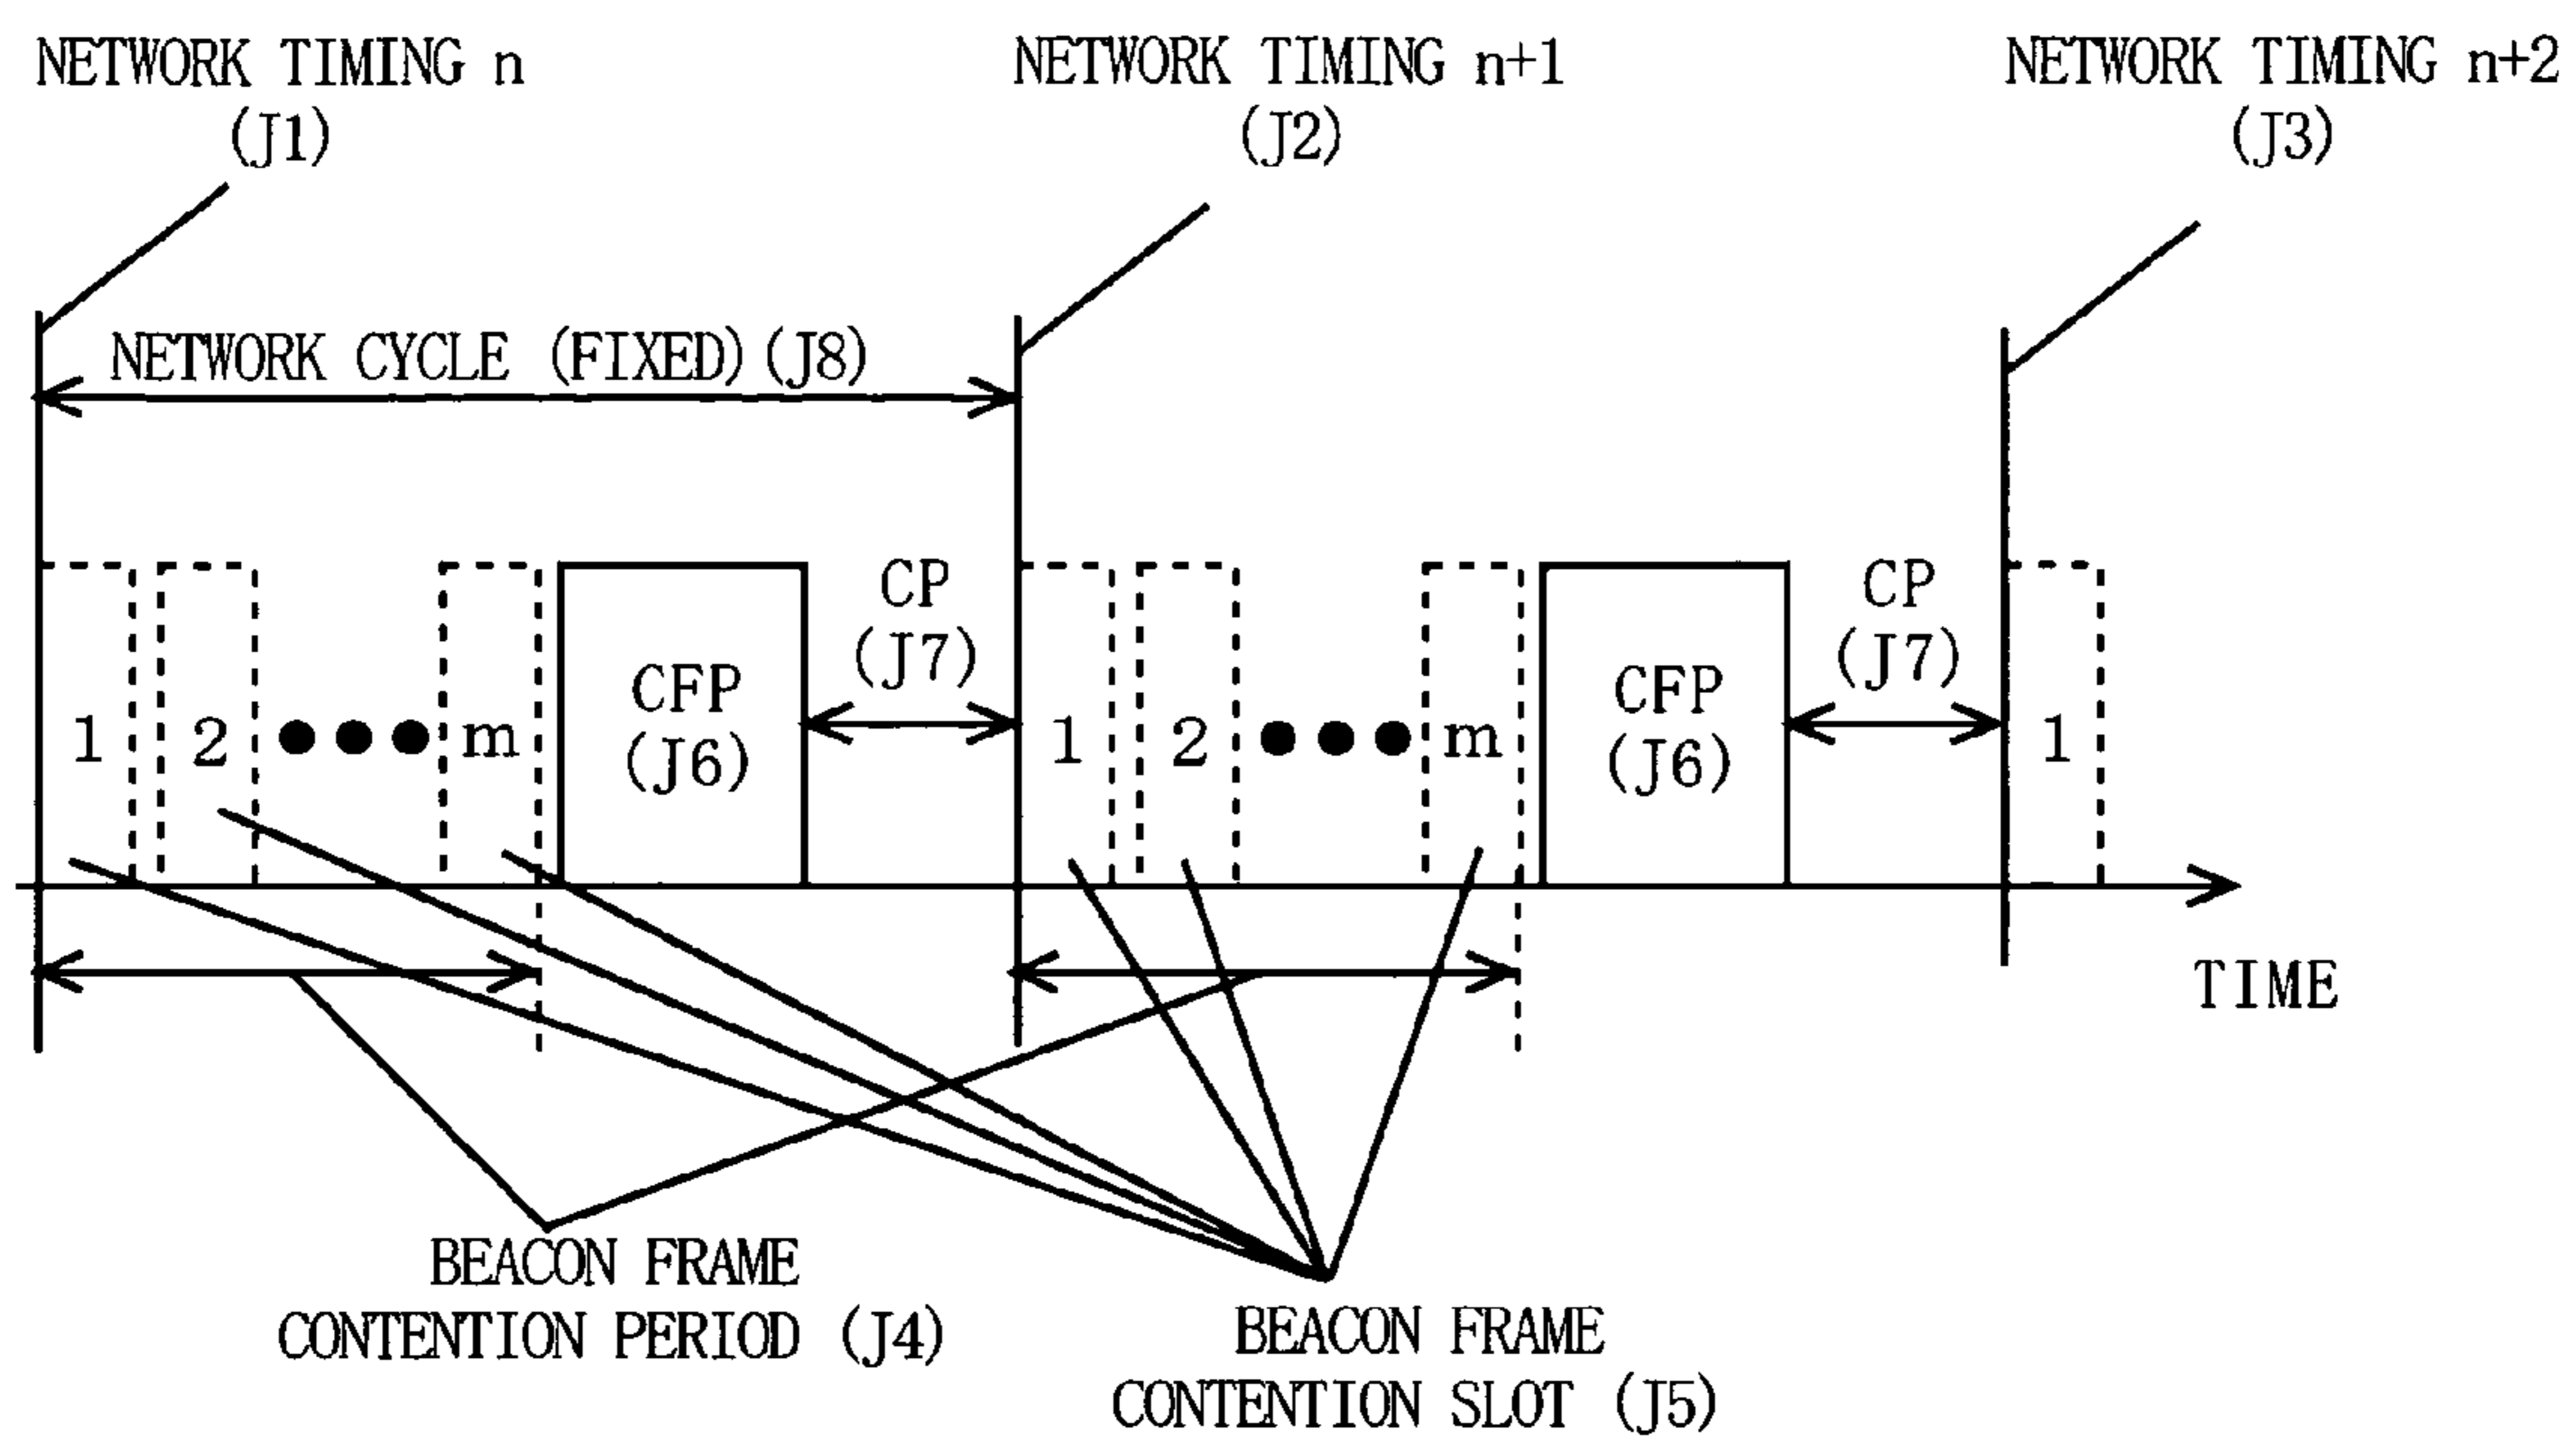 NETWORK TIMING n
(J1)
NETWORK TIMING n+1
(J2)
NETWORK TIMING n+2
(J3)
NETWORK CYCLE (FIXED) (J8)
1
2
●●●
m
CFP
(J6)
CP
(J7)
1
2
●●●
m
CFP
(J6)
CP
(J7)
1
TIME
BEACON FRAME
CONTENTION PERIOD (J4)
BEACON FRAME
CONTENTION SLOT (J5)